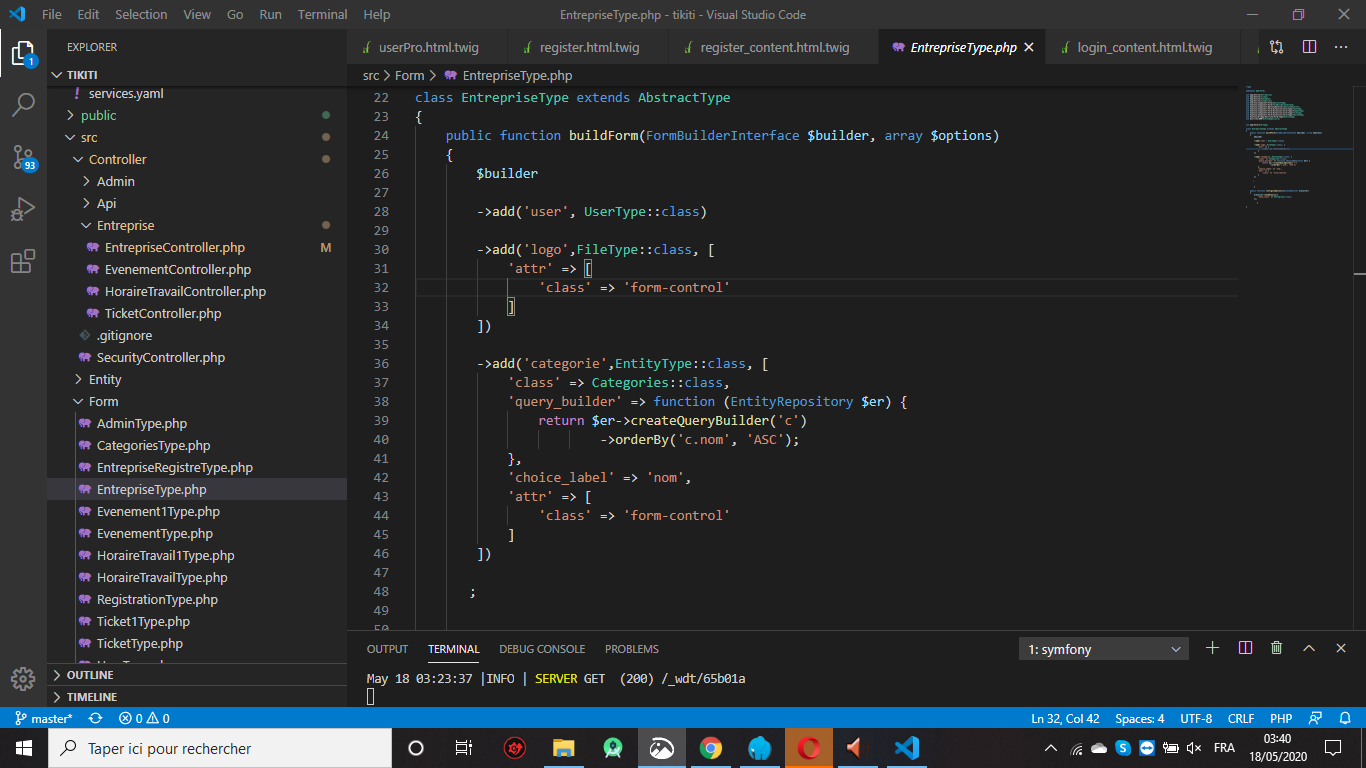 File Edit Selection View Go Run Terminal Help EntrepriseType.php - tikiti - Visual Studio Code
EXPLORER
1
93
TIKITI
services.yaml
public
src
Controller
Admin
Api
Entreprise
EntrepriseController.php M
EvenementController.php
HoraireTravailController.php
TicketController.php
.gitignore
SecurityController.php
Entity
Form
AdminType.php
CategoriesType.php
EntrepriseRegistreType.php
EntrepriseType.php
Evenement1Type.php
EvenementType.php
HoraireTravail1Type.php
HoraireTravailType.php
RegistrationType.php
Ticket1Type.php
TicketType.php
OUTLINE
TIMELINE
userPro.html.twig register.html.twig register_content.html.twig EntrepriseType.php login_content.html.twig
src > Form > EntrepriseType.php
22 class EntrepriseType extends AbstractType
23 {
24 public function buildForm(FormBuilderInterface $builder, array $options)
25 {
26 $builder
27
28 ->add('user', UserType::class)
29
30 ->add('logo',FileType::class, [
31 'attr' => [
32 'class' => 'form-control'
33 ]
34 ])
35
36 ->add('categorie',EntityType::class, [
37 'class' => Categories::class,
38 'query_builder' => function (EntityRepository $er) {
39 return $er->createQueryBuilder('c')
40 ->orderBy('c.nom', 'ASC');
41 },
42 'choice_label' => 'nom',
43 'attr' => [
44 'class' => 'form-control'
45 ]
46 ])
47
48 ;
49
50
OUTPUT TERMINAL DEBUG CONSOLE PROBLEMS 1: symfony
May 18 03:23:37 |INFO | SERVER GET (200) /_wdt/65b01a
master* 0 0 Ln 32, Col 42 Spaces: 4 UTF-8 CRLF PHP
Taper ici pour rechercher FRA 03:40
18/05/2020